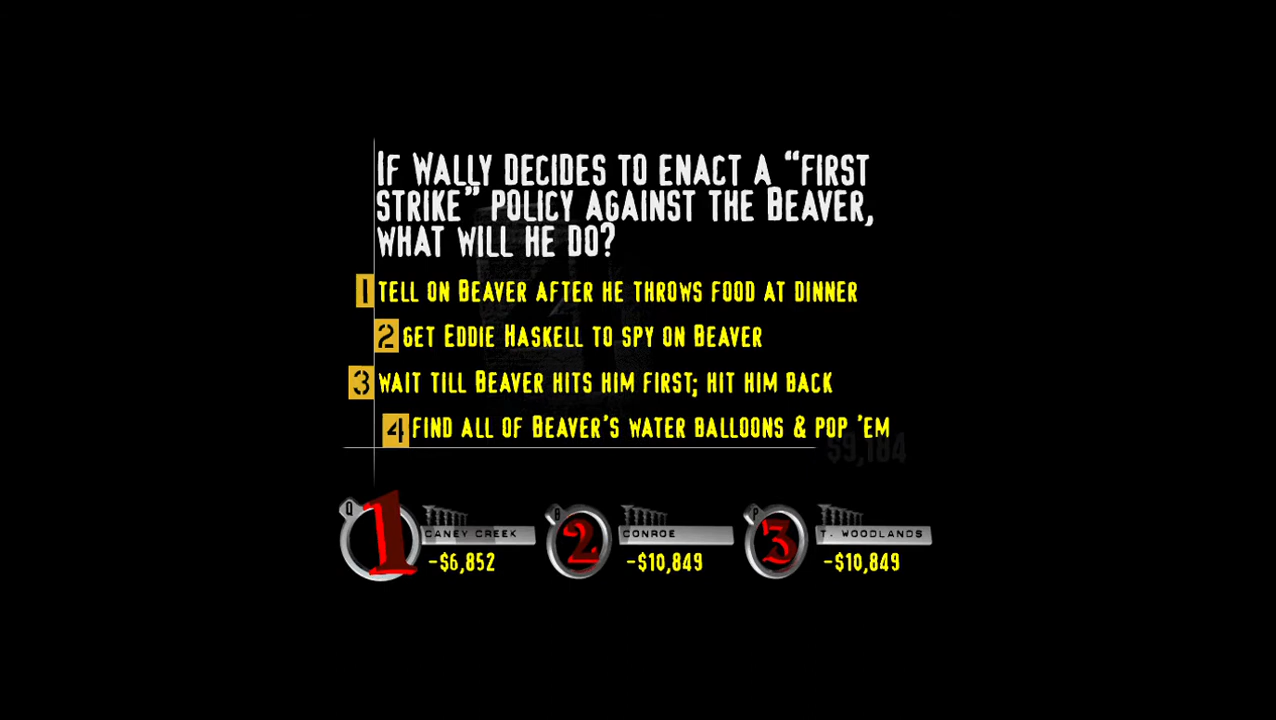 If Wally decides to enact a “first
strike” policy against the Beaver,
what will he do?
1 tell on Beaver after he throws food at dinner
2 get Eddie Haskell to spy on Beaver
3 wait till Beaver hits him first; hit him back
4 find all of Beaver’s water balloons & pop ’em
$9,184
Q 1 CANEY CREEK B 2 CONROE P 3 T. WOODLANDS
-$6,852 -$10,849 -$10,849